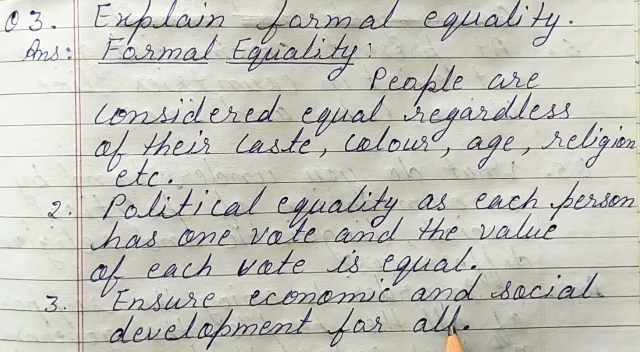 Q3. Explain formal equality.
Ans: Formal Equality:
People are
considered equal regardless
of their caste, colour, age, religion
etc.
2. Political equality as each person
has one vote and the value
of each vote is equal.
3. Ensure economic and social
development for all.